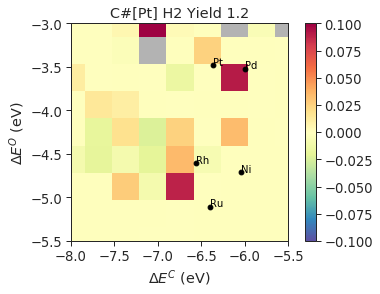 C#[Pt] H2 Yield 1.2
ΔE^O (eV)
−3.0
−3.5
−4.0
−4.5
−5.0
−5.5
Pt
Pd
Rh
Ni
Ru
−8.0 −7.5 −7.0 −6.5 −6.0 −5.5
ΔE^C (eV)
0.100
0.075
0.050
0.025
0.000
−0.025
−0.050
−0.075
−0.100